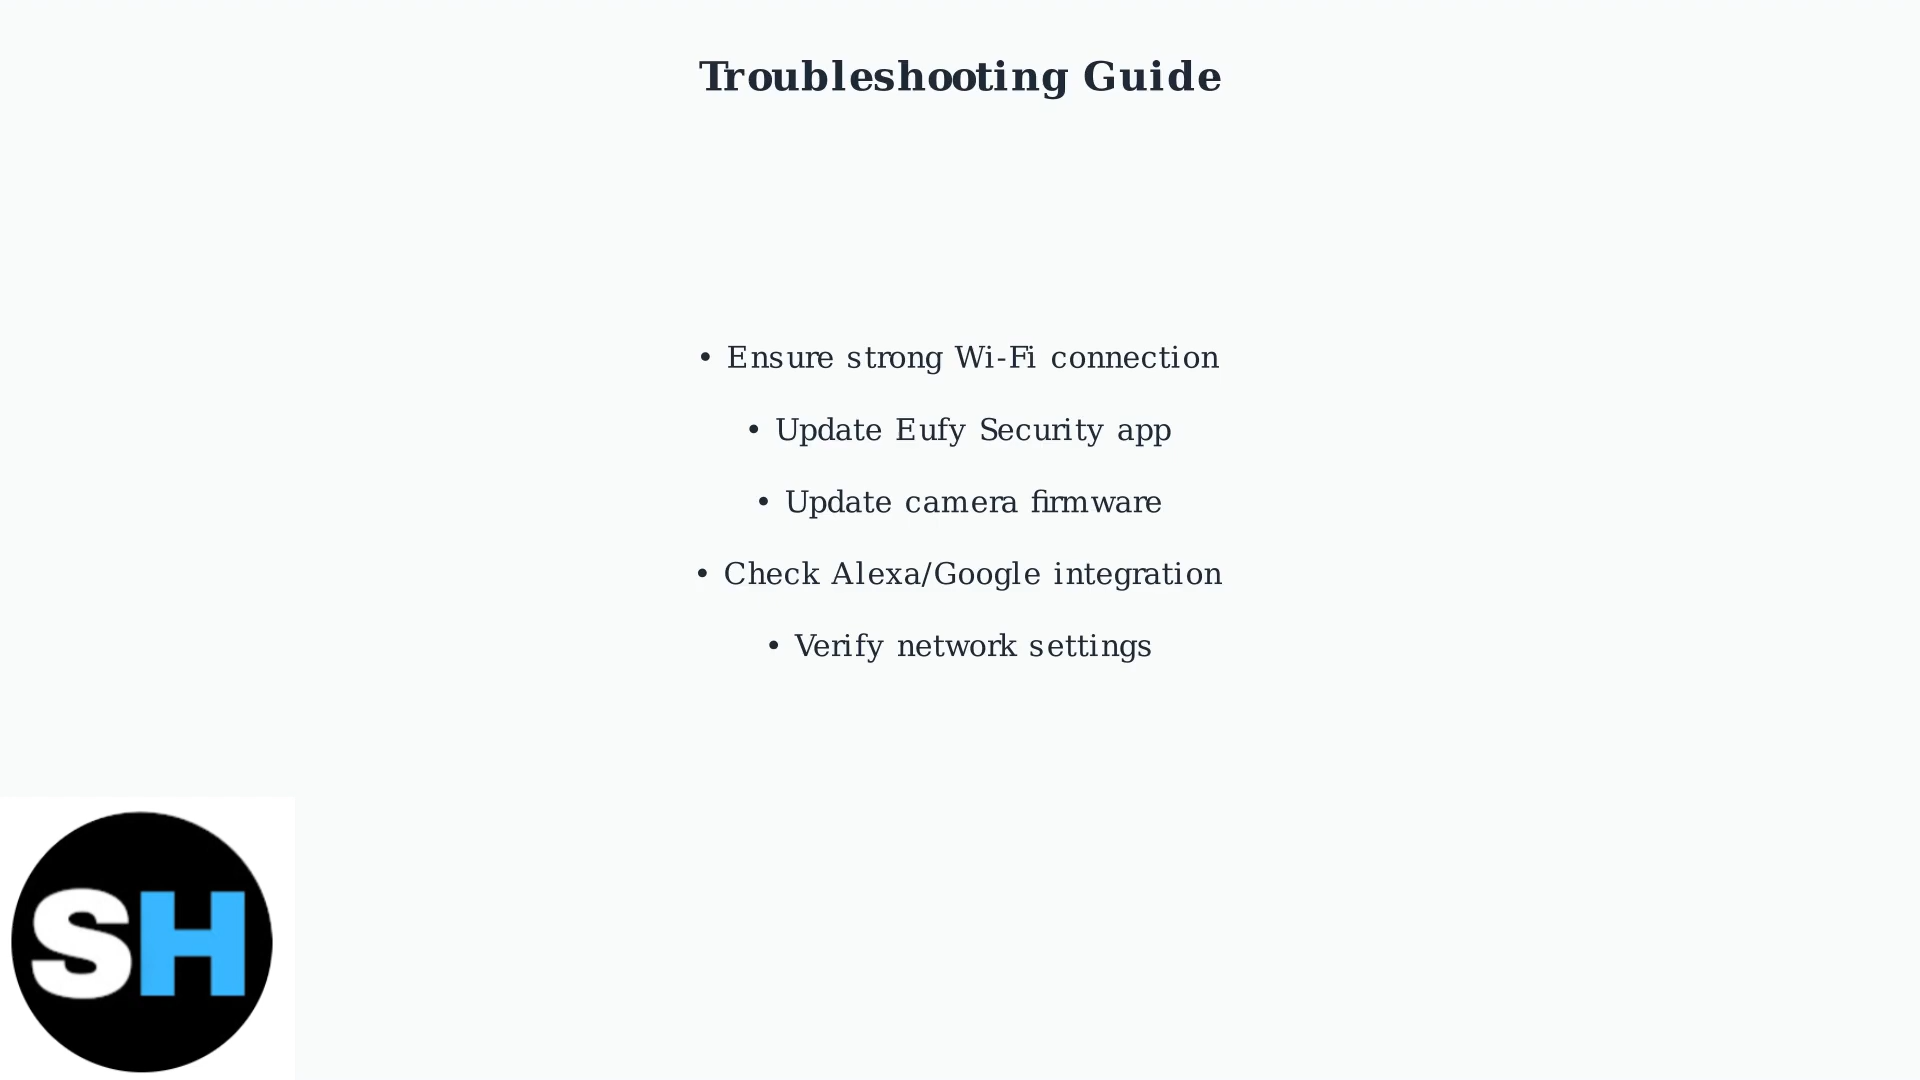 Troubleshooting Guide
• Ensure strong Wi-Fi connection
• Update Eufy Security app
• Update camera firmware
• Check Alexa/Google integration
• Verify network settings
SH